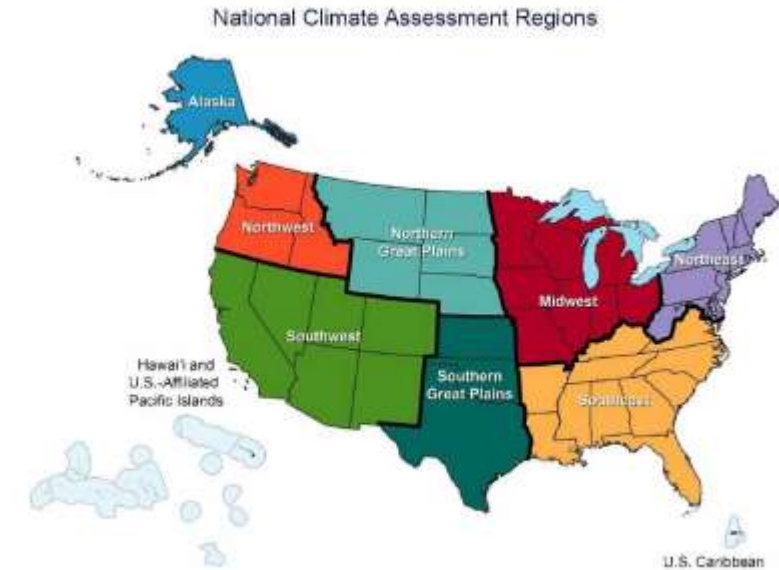 National Climate Assessment Regions
Alaska
Northwest
Northern
Great Plains
Northeast
Midwest
Southwest
Hawai'i and
U.S.-Affiliated
Pacific Islands
Southern
Great Plains
Southeast
U.S. Caribbean